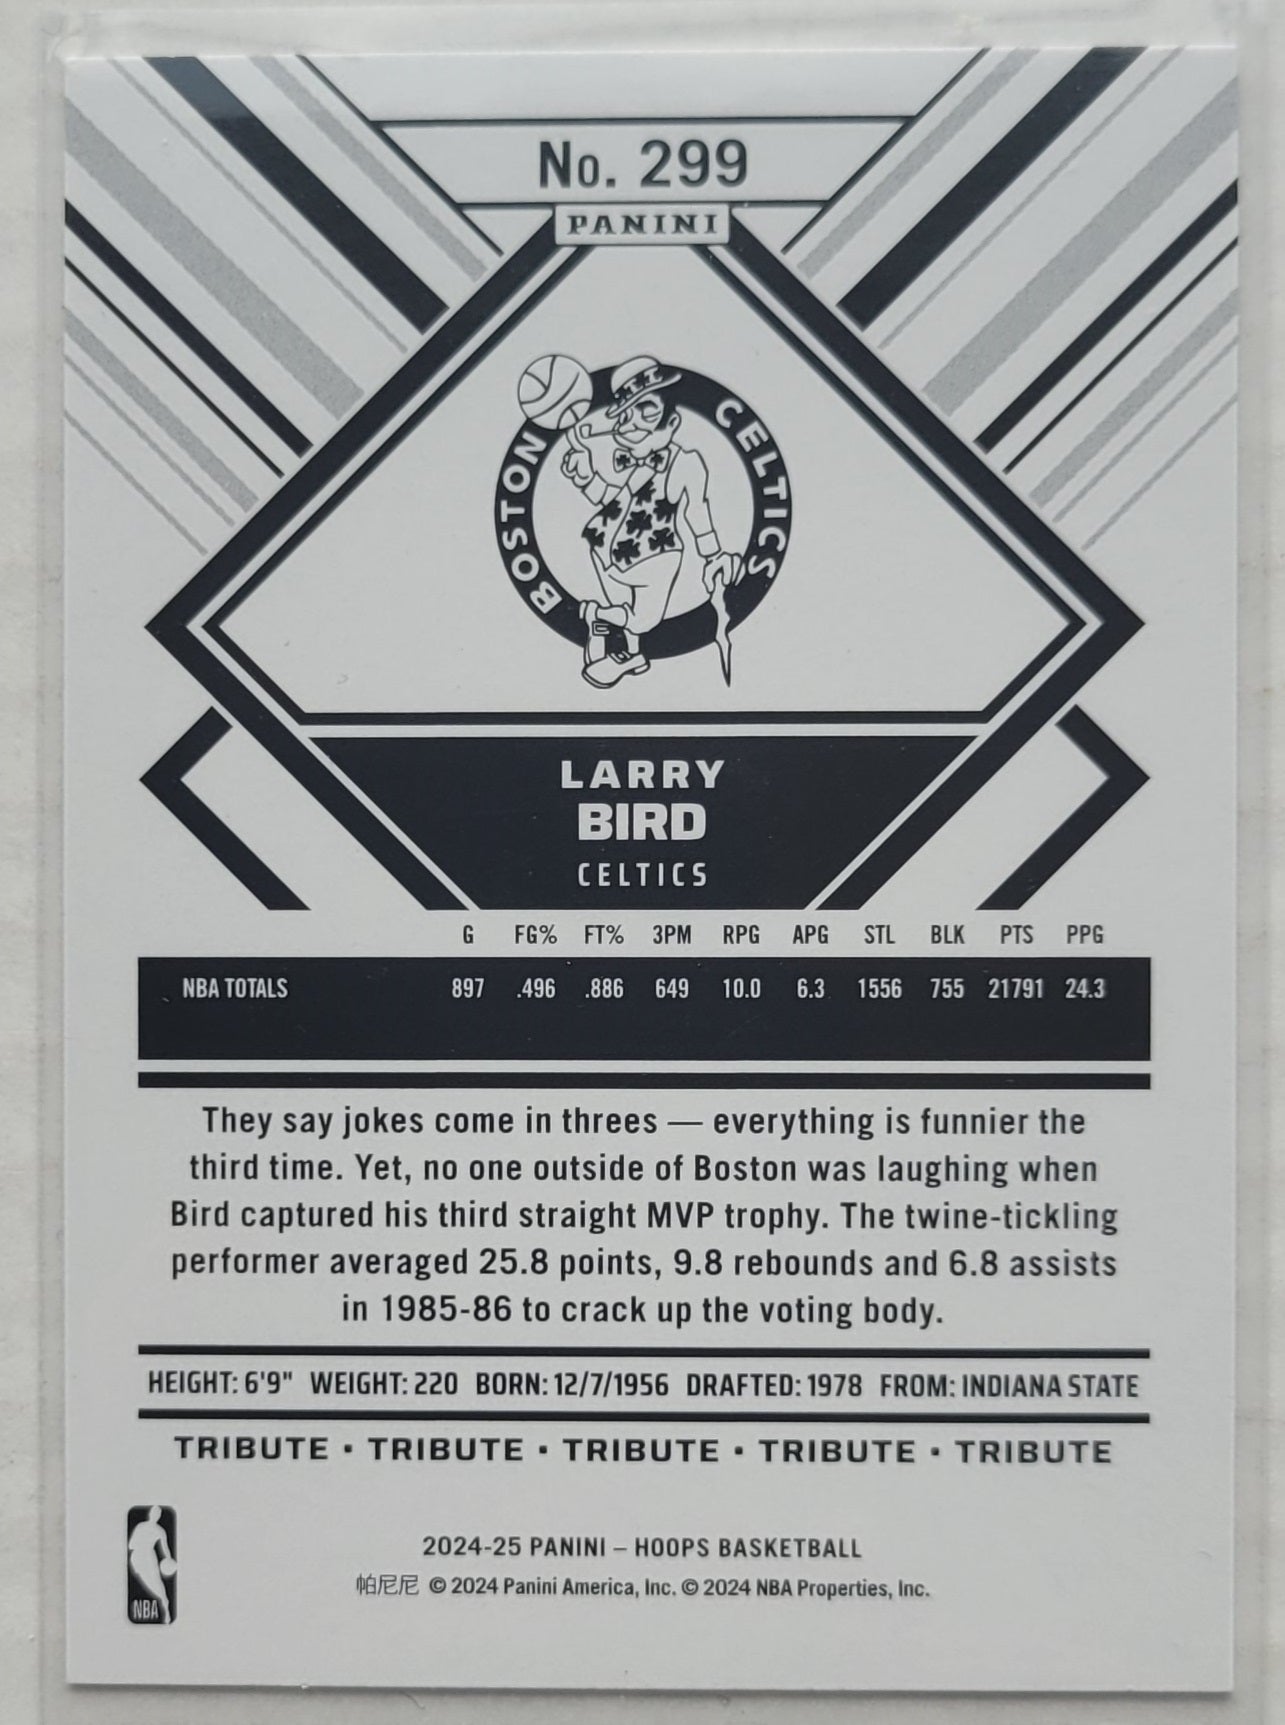 No. 299
PANINI
BOSTON CELTICS
LARRY
BIRD
CELTICS
G FG% FT% 3PM RPG APG STL BLK PTS PPG
NBA TOTALS 897 .496 .886 649 10.0 6.3 1556 755 21791 24.3
They say jokes come in threes — everything is funnier the
third time. Yet, no one outside of Boston was laughing when
Bird captured his third straight MVP trophy. The twine-tickling
performer averaged 25.8 points, 9.8 rebounds and 6.8 assists
in 1985-86 to crack up the voting body.
HEIGHT: 6'9" WEIGHT: 220 BORN: 12/7/1956 DRAFTED: 1978 FROM: INDIANA STATE
TRIBUTE • TRIBUTE • TRIBUTE • TRIBUTE • TRIBUTE
2024-25 PANINI – HOOPS BASKETBALL
帕尼尼 © 2024 Panini America, Inc. © 2024 NBA Properties, Inc.
NBA